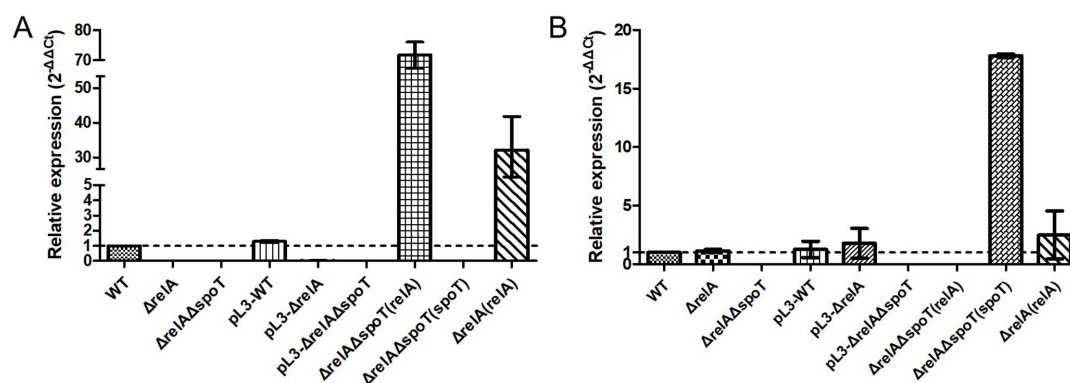 A
Relative expression (2^-ΔΔCt)
80
70
60
50
40
30
5
4
3
2
1
0
WT
ΔrelA
ΔrelAΔspoT
pL3-WT
pL3-ΔrelA
pL3-ΔrelAΔspoT
ΔrelAΔspoT(relA)
ΔrelAΔspoT(spoT)
ΔrelA(relA)
B
Relative expression (2^-ΔΔCt)
20
15
10
5
1
0
WT
ΔrelA
ΔrelAΔspoT
pL3-WT
pL3-ΔrelA
pL3-ΔrelAΔspoT
ΔrelAΔspoT(relA)
ΔrelAΔspoT(spoT)
ΔrelA(relA)